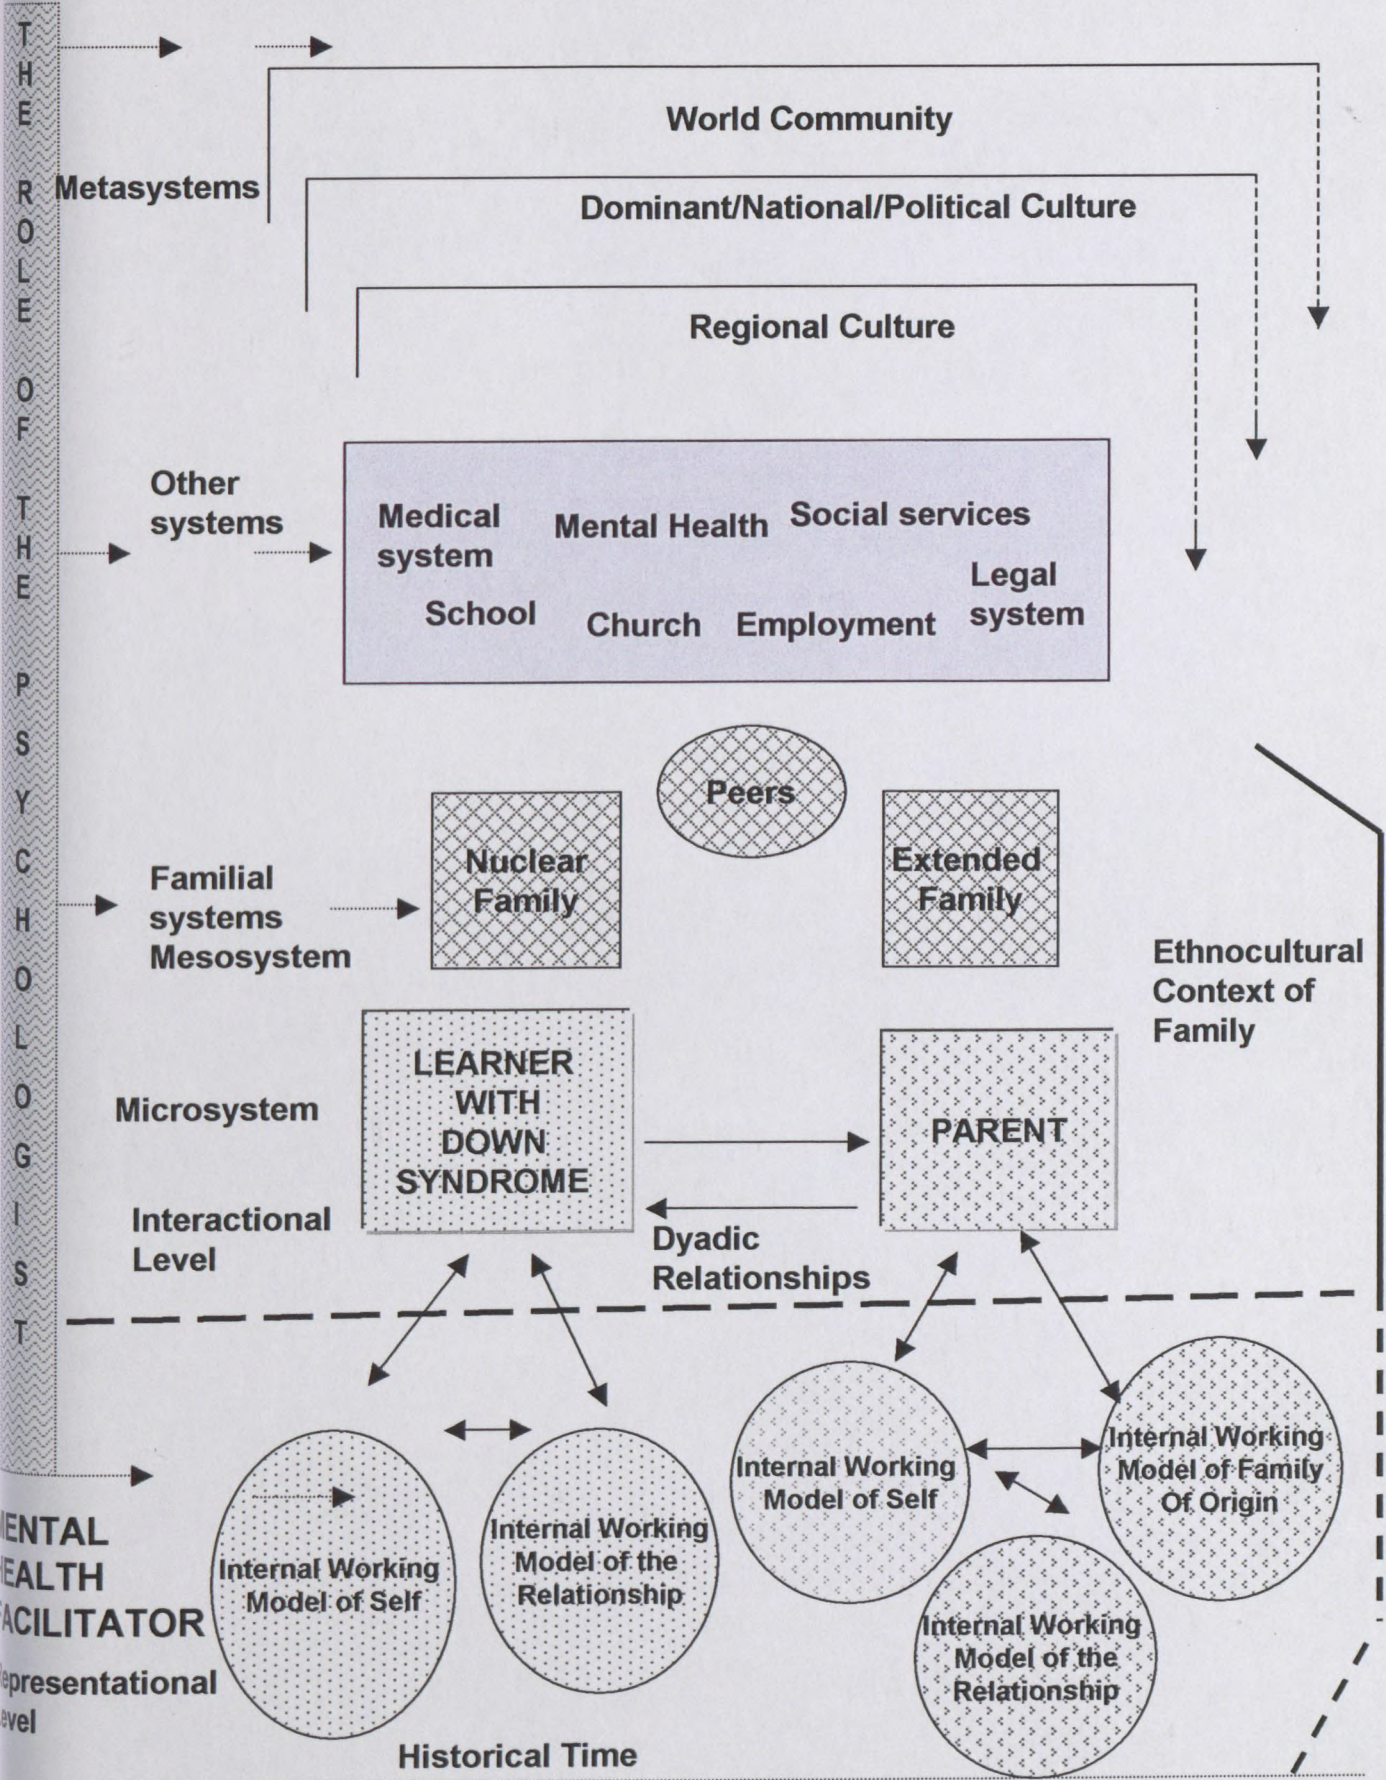 THE ROLE OF THE PSYCHOLOGIST
World Community
Metasystems
Dominant/National/Political Culture
Regional Culture
Other
systems
Medical
system
Mental Health
Social services
School
Church
Employment
Legal
system
Peers
Nuclear
Family
Extended
Family
Familial
systems
Mesosystem
Ethnocultural
Context of
Family
LEARNER
WITH
DOWN
SYNDROME
Microsystem
PARENT
Interactional
Level
Dyadic
Relationships
Internal Working
Model of Self
Internal Working
Model of the
Relationship
Internal Working
Model of Self
Internal Working
Model of Family
Of Origin
Internal Working
Model of the
Relationship
ENTAL
EALTH
ACILITATOR
epresentational
evel
Historical Time